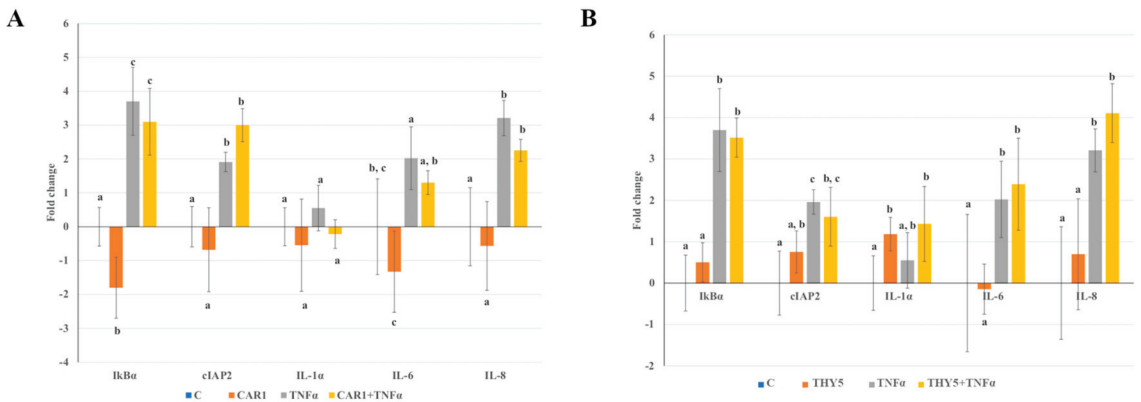 A
Fold change
6
5
4
3
2
1
0
-1
-2
-3
-4
a b c c
a a b b
a a a a
b, c c a a, b
a a b b
IkBα cIAP2 IL-1α IL-6 IL-8
C CAR1 TNFα CAR1+TNFα
B
Fold change
6
5
4
3
2
1
0
-1
-2
a a b b
a a, b c b, c
a b a, b b
a a b b
a a b b
IkBα cIAP2 IL-1α IL-6 IL-8
C THY5 TNFα THY5+TNFα